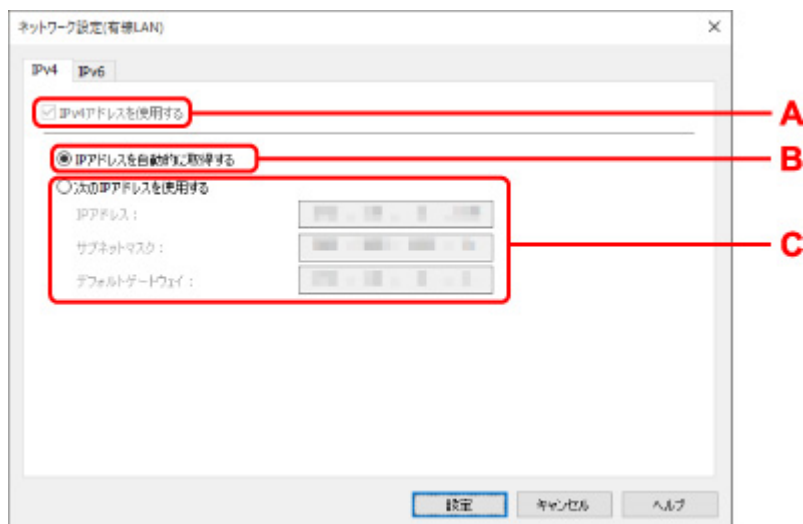 ネットワーク設定(有線LAN)
IPv4 IPv6
IPv4アドレスを使用する
A
IPアドレスを自動的に取得する
B
次のIPアドレスを使用する
IPアドレス：
サブネットマスク：
C
デフォルトゲートウェイ：
設定 キャンセル ヘルプ